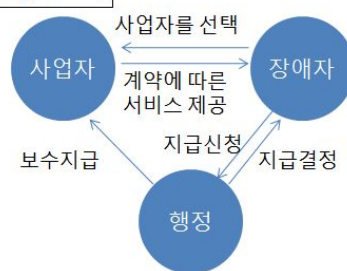 사업자를 선택
사업자
장애자
계약에 따른
서비스 제공
지급신청
보수지급
지급결정
행정